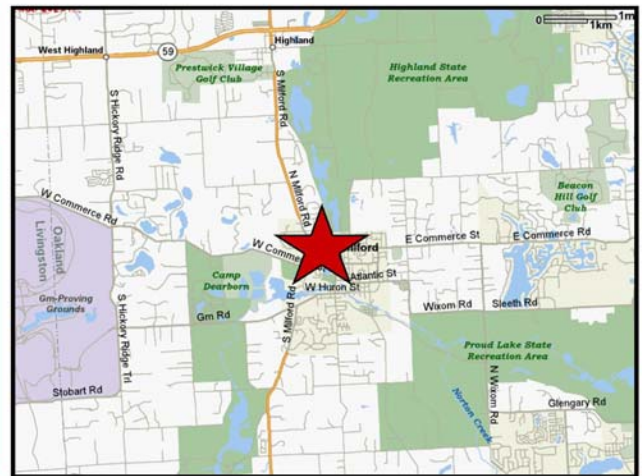 0 1m
1km
West Highland
59
Highland
Prestwick Village
Golf Club
Highland State
Recreation Area
S Hickory Ridge Rd
S Milford Rd
N Milford Rd
Beacon
Hill Golf
Club
W Commerce Rd
Livingston
Oakland
W Comme
ilford
E Commerce St
E Commerce Rd
Camp
Dearborn
Atlantic St
W Huron St
Gm-Proving
Grounds
S Hickory Ridge Trl
Gm Rd
S Milford Rd
Wixom Rd
Sleeth Rd
Proud Lake State
Recreation Area
Stobart Rd
N Wixom Rd
Norton Creek
Glengary Rd